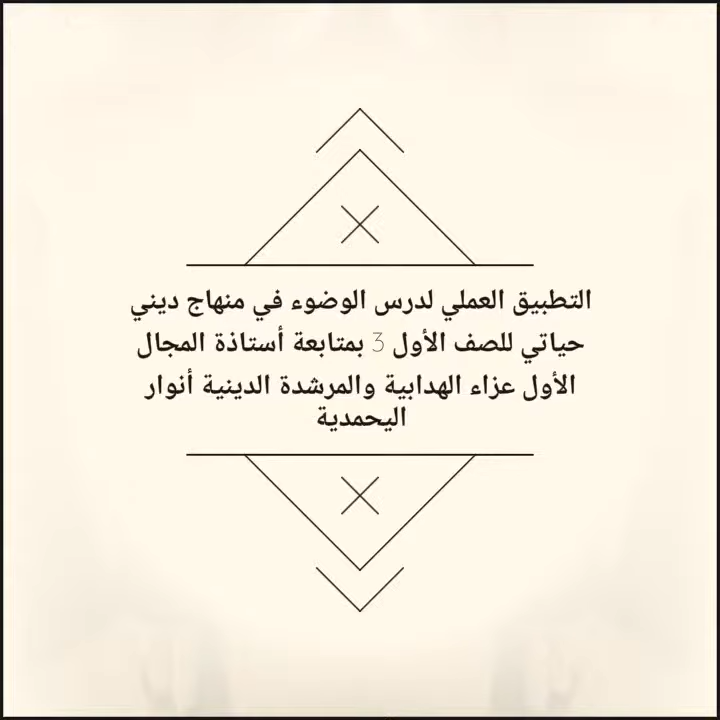 التطبيق العملي لدرس الوضوء في منهاج ديني
حياتي للصف الأول 3 بمتابعة أستاذة المجال
الأول عزاء الهدابية والمرشدة الدينية أنوار
اليحمدية